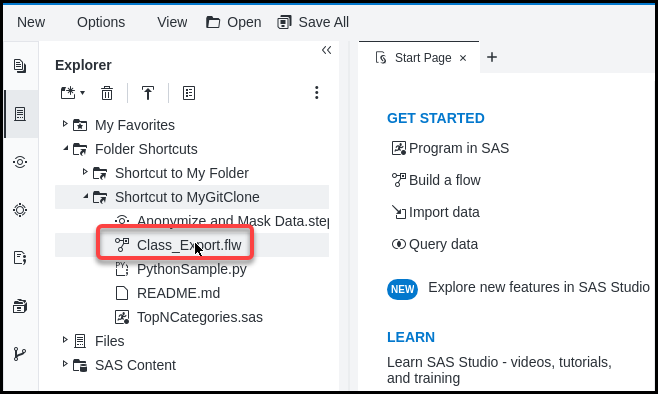 New Options View Open Save All
Start Page × +
Explorer
My Favorites
Folder Shortcuts
Shortcut to My Folder
Shortcut to MyGitClone
Anonymize and Mask Data.step
Class_Export.flw
PythonSample.py
README.md
TopNCategories.sas
Files
SAS Content
GET STARTED
Program in SAS
Build a flow
Import data
Query data
NEW Explore new features in SAS Studio
LEARN
Learn SAS Studio - videos, tutorials,
and training